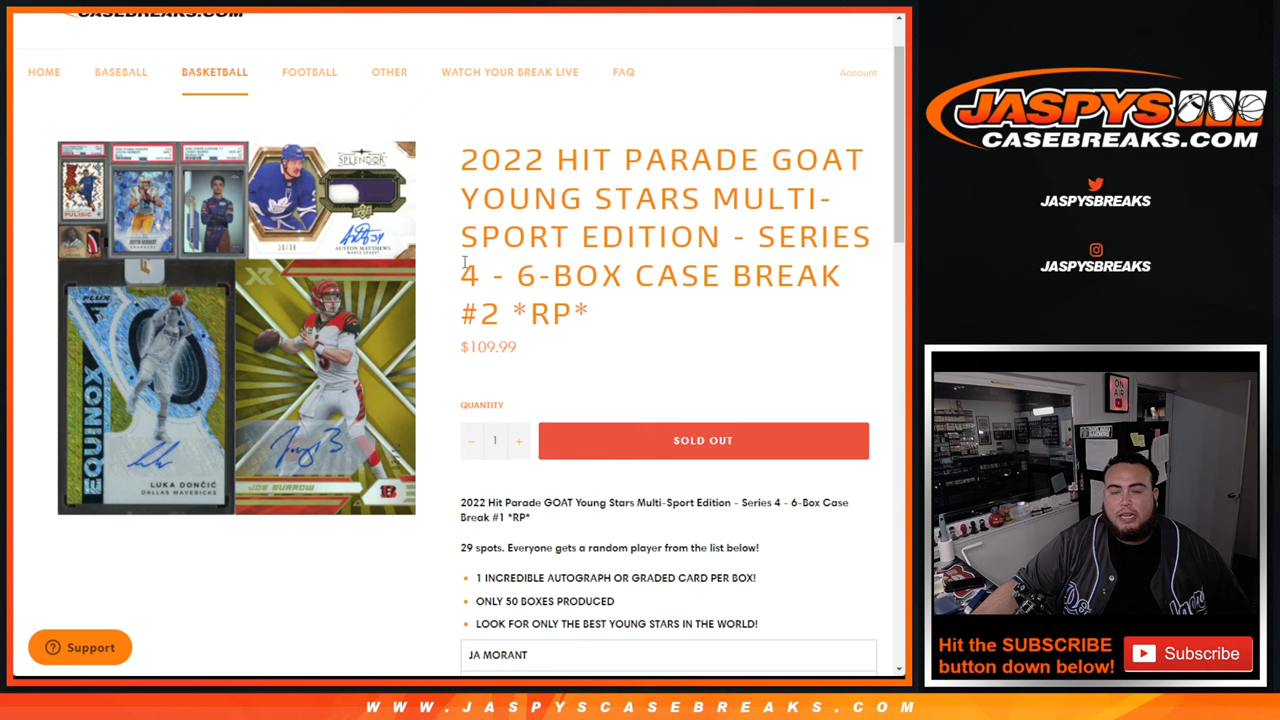 CASEBREAKS.COM
HOME BASEBALL BASKETBALL FOOTBALL OTHER WATCH YOUR BREAK LIVE FAQ Account
2022 HIT PARADE GOAT
YOUNG STARS MULTI-
SPORT EDITION - SERIES
4 - 6-BOX CASE BREAK
#2 *RP*
$109.99
QUANTITY
− 1 + SOLD OUT
2022 Hit Parade GOAT Young Stars Multi-Sport Edition - Series 4 - 6-Box Case
Break #1 *RP*
29 spots. Everyone gets a random player from the list below!
1 INCREDIBLE AUTOGRAPH OR GRADED CARD PER BOX!
ONLY 50 BOXES PRODUCED
LOOK FOR ONLY THE BEST YOUNG STARS IN THE WORLD!
JA MORANT
PULISIC
SPLENDOR
AUSTON MATTHEWS
FLUX
EQUINOX
LUKA DONČIĆ
DALLAS MAVERICKS
XR
JOE BURROW
Support
JASPYS
CASEBREAKS.COM
JASPYSBREAKS
JASPYSBREAKS
ON
AIR
Hit the SUBSCRIBE
button down below!
Subscribe
WWW.JASPYSCASEBREAKS.COM